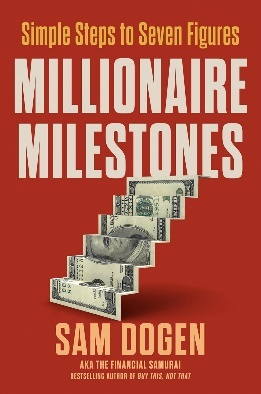 Simple Steps to Seven Figures
MILLIONAIRE
MILESTONES
SAM DOGEN
AKA THE FINANCIAL SAMURAI
BESTSELLING AUTHOR OF BUY THIS, NOT THAT